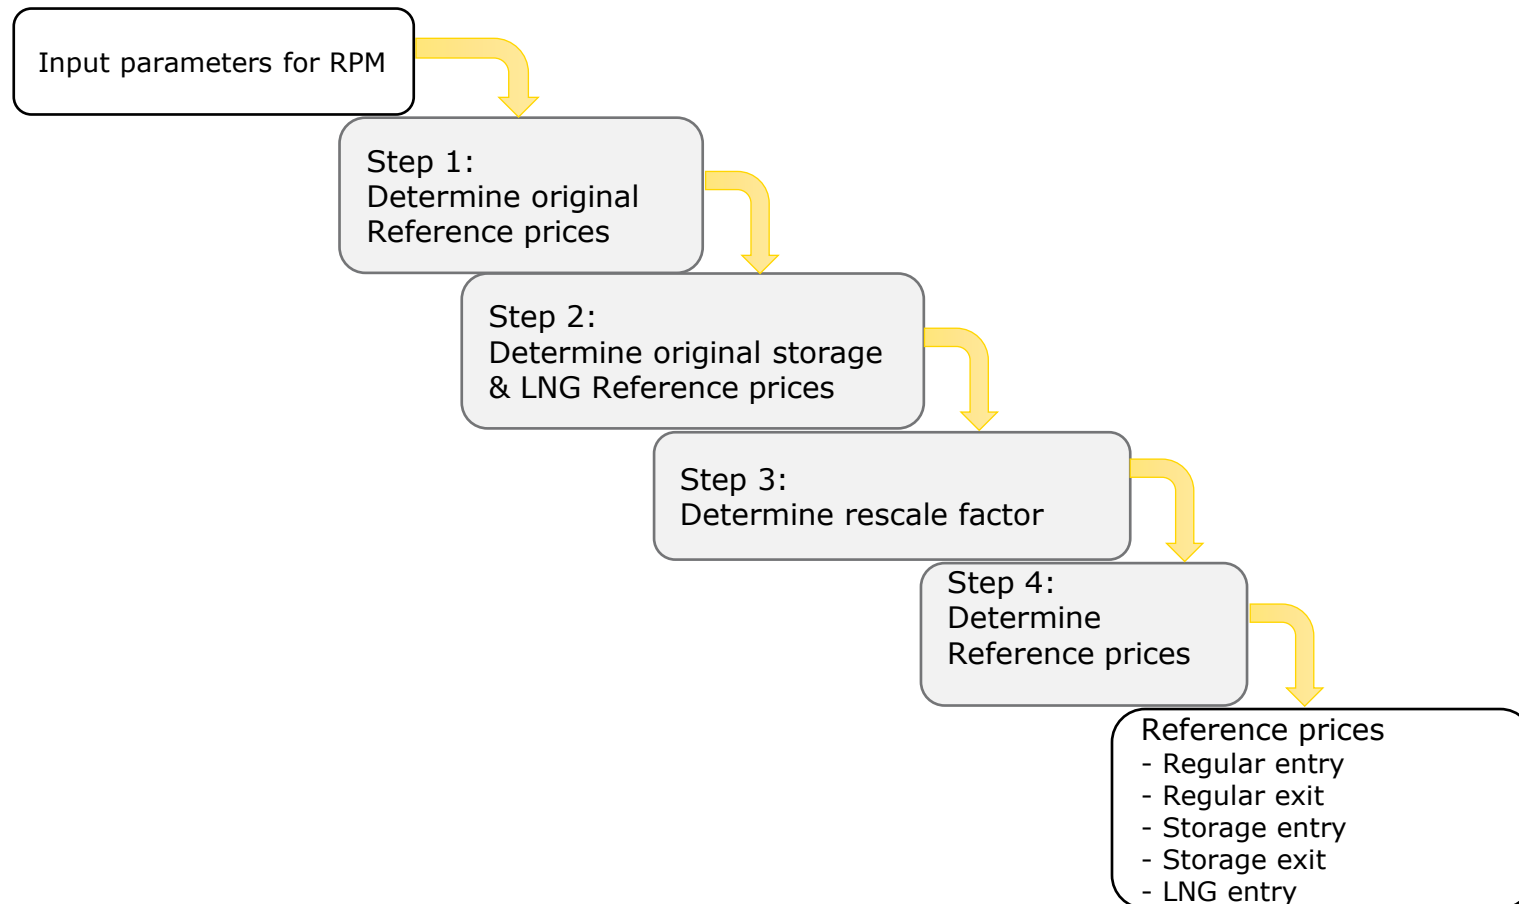 Input parameters for RPM
Step 1:
Determine original
Reference prices
Step 2:
Determine original storage
& LNG Reference prices
Step 3:
Determine rescale factor
Step 4:
Determine
Reference prices
Reference prices
- Regular entry
- Regular exit
- Storage entry
- Storage exit
- LNG entry